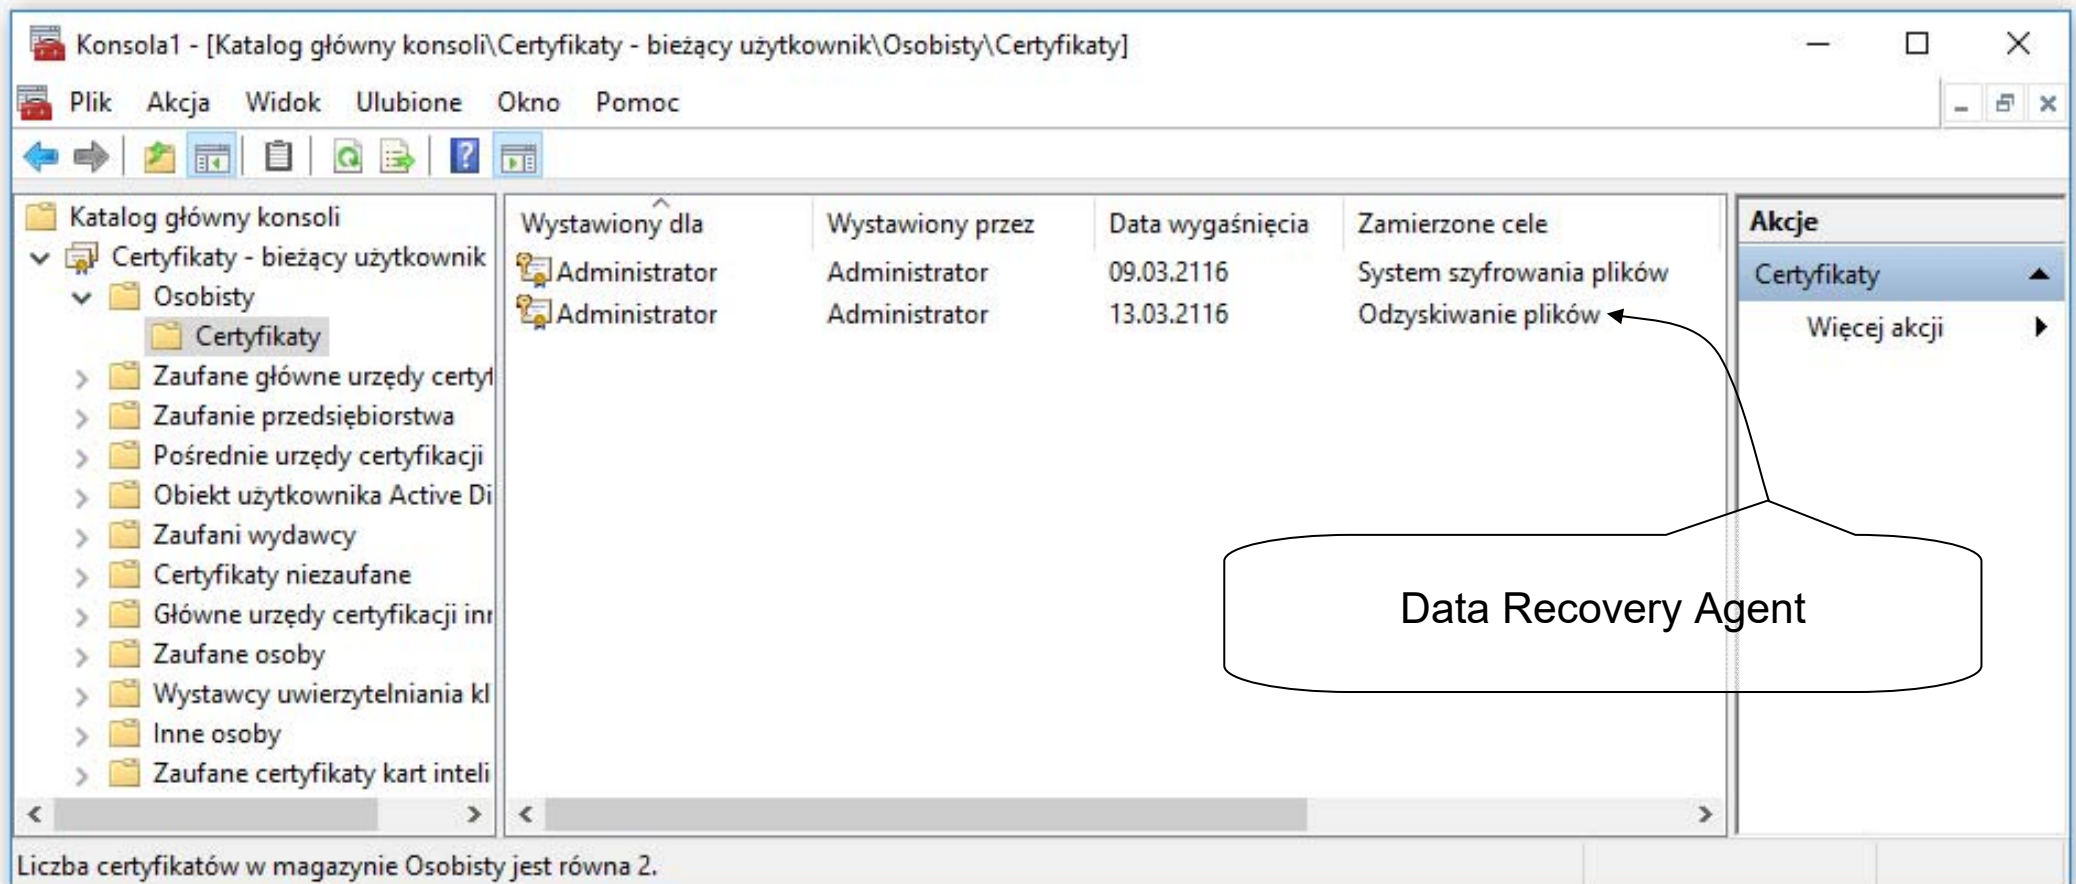 Konsola1 - [Katalog główny konsoli\Certyfikaty - bieżący użytkownik\Osobisty\Certyfikaty]
Plik Akcja Widok Ulubione Okno Pomoc
Katalog główny konsoli
Certyfikaty - bieżący użytkownik
Osobisty
Certyfikaty
Zaufane główne urzędy certyf
Zaufanie przedsiębiorstwa
Pośrednie urzędy certyfikacji
Obiekt użytkownika Active Di
Zaufani wydawcy
Certyfikaty niezaufane
Główne urzędy certyfikacji inn
Zaufane osoby
Wystawcy uwierzytelniania kl
Inne osoby
Zaufane certyfikaty kart inteli
Wystawiony dla Wystawiony przez Data wygaśnięcia Zamierzone cele
Administrator Administrator 09.03.2116 System szyfrowania plików
Administrator Administrator 13.03.2116 Odzyskiwanie plików
Data Recovery Agent
Akcje
Certyfikaty
Więcej akcji
Liczba certyfikatów w magazynie Osobisty jest równa 2.